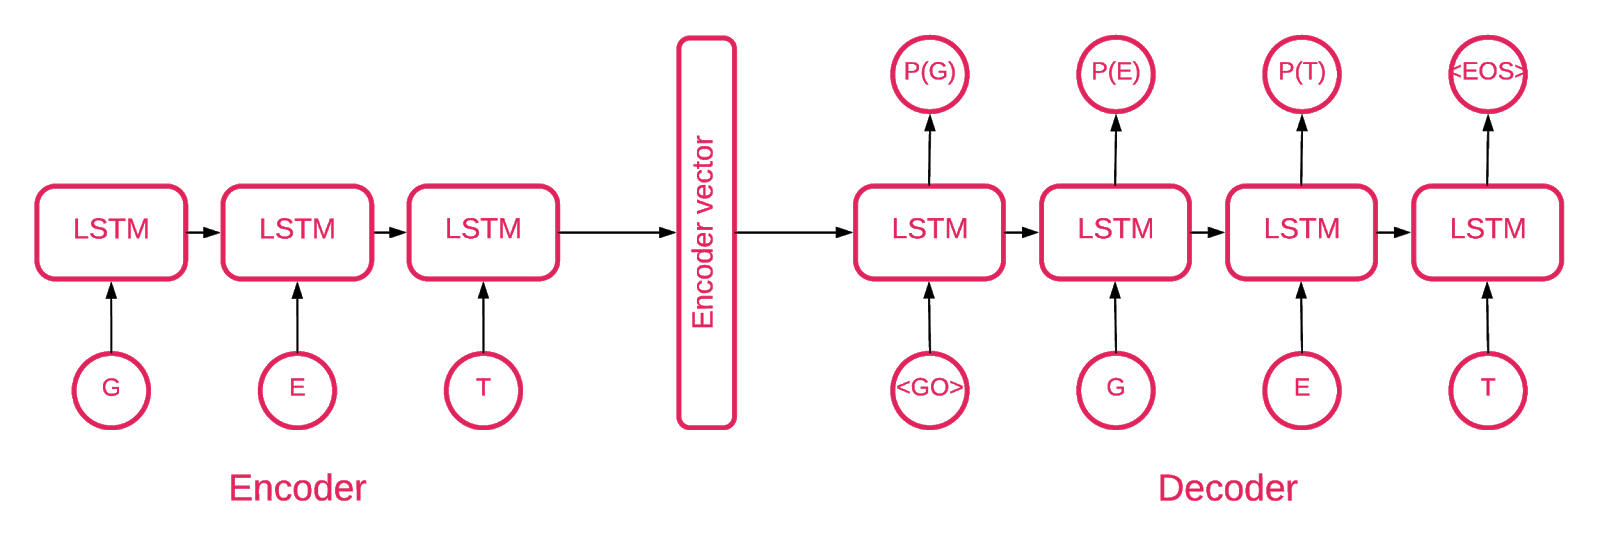 P(G) P(E) P(T) <EOS>
Encoder vector
LSTM LSTM LSTM LSTM LSTM LSTM LSTM
G E T <GO> G E T
Encoder Decoder